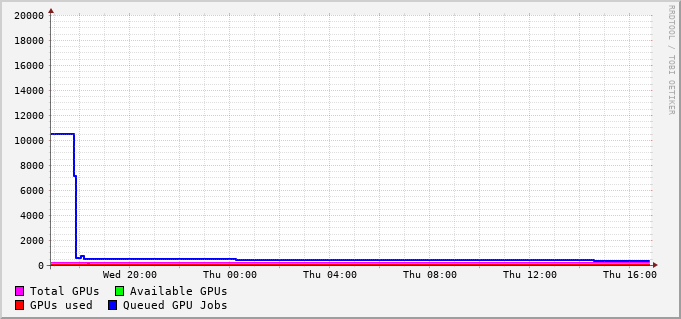 20000
18000
16000
14000
12000
10000
8000
6000
4000
2000
0
Wed 20:00 Thu 00:00 Thu 04:00 Thu 08:00 Thu 12:00 Thu 16:00
Total GPUs Available GPUs
GPUs used Queued GPU Jobs
RRDTOOL / TOBI OETIKER